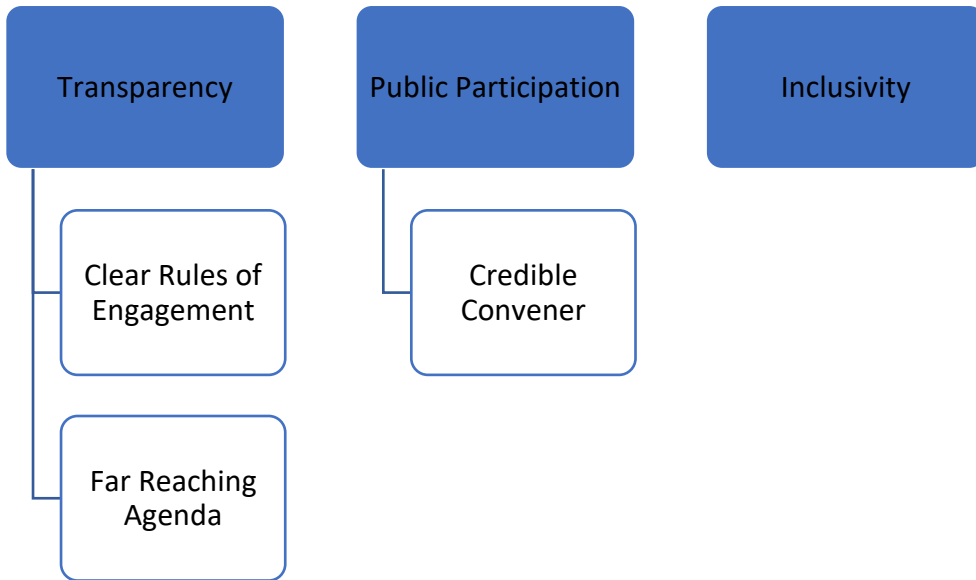 Transparency
Public Participation
Inclusivity
Clear Rules of
Engagement
Credible
Convener
Far Reaching
Agenda